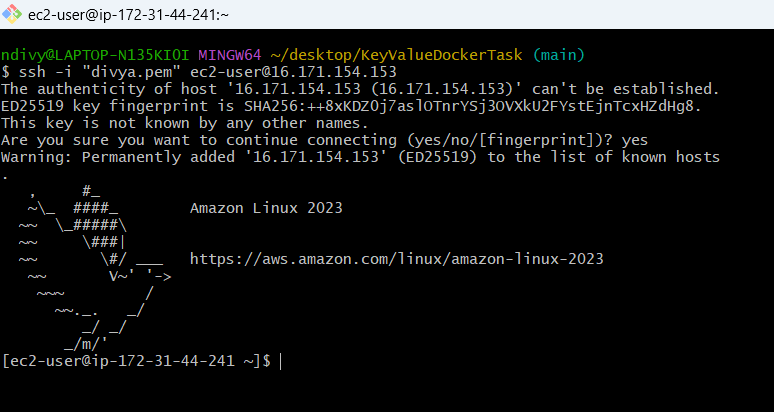 ec2-user@ip-172-31-44-241:~
ndivy@LAPTOP-N135KI0I MINGW64 ~/desktop/KeyValueDockerTask (main)
$ ssh -i "divya.pem" ec2-user@16.171.154.153
The authenticity of host '16.171.154.153 (16.171.154.153)' can't be established.
ED25519 key fingerprint is SHA256:++8xKDZ0j7aslOTnrYSj3OVXkU2FYstEjnTcxHZdHg8.
This key is not known by any other names.
Are you sure you want to continue connecting (yes/no/[fingerprint])? yes
Warning: Permanently added '16.171.154.153' (ED25519) to the list of known hosts
.
   ,     #_
   ~\_  ####_        Amazon Linux 2023
  ~~  \_#####\
  ~~     \###|
  ~~       \#/ ___   https://aws.amazon.com/linux/amazon-linux-2023
   ~~       V~' '->
    ~~~         /
      ~~._.   _/
         _/ _/
       _/m/'
[ec2-user@ip-172-31-44-241 ~]$